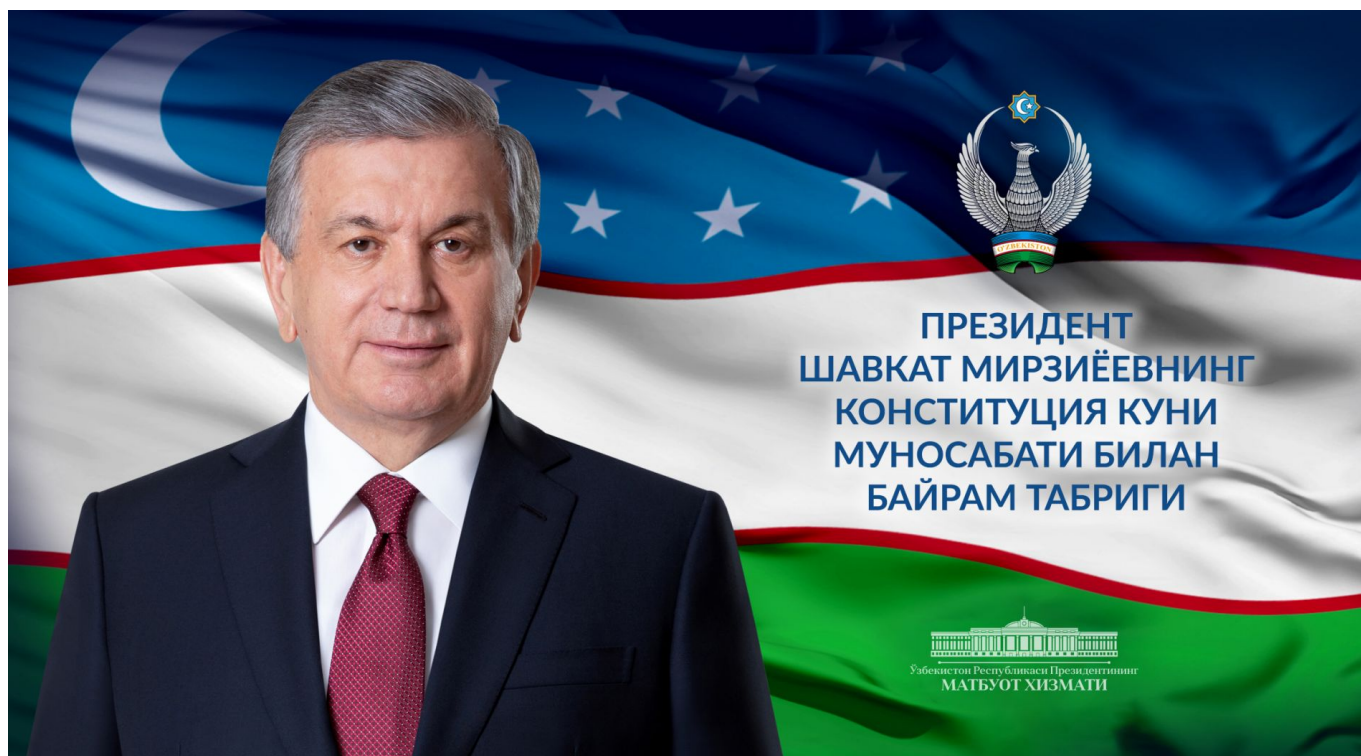 O'ZBEKISTON
ПРЕЗИДЕНТ
ШАВКАТ МИРЗИЁЕВНИНГ
КОНСТИТУЦИЯ КУНИ
МУНОСАБАТИ БИЛАН
БАЙРАМ ТАБРИГИ
Ўзбекистон Республикаси Президентининг
МАТБУОТ ХИЗМАТИ